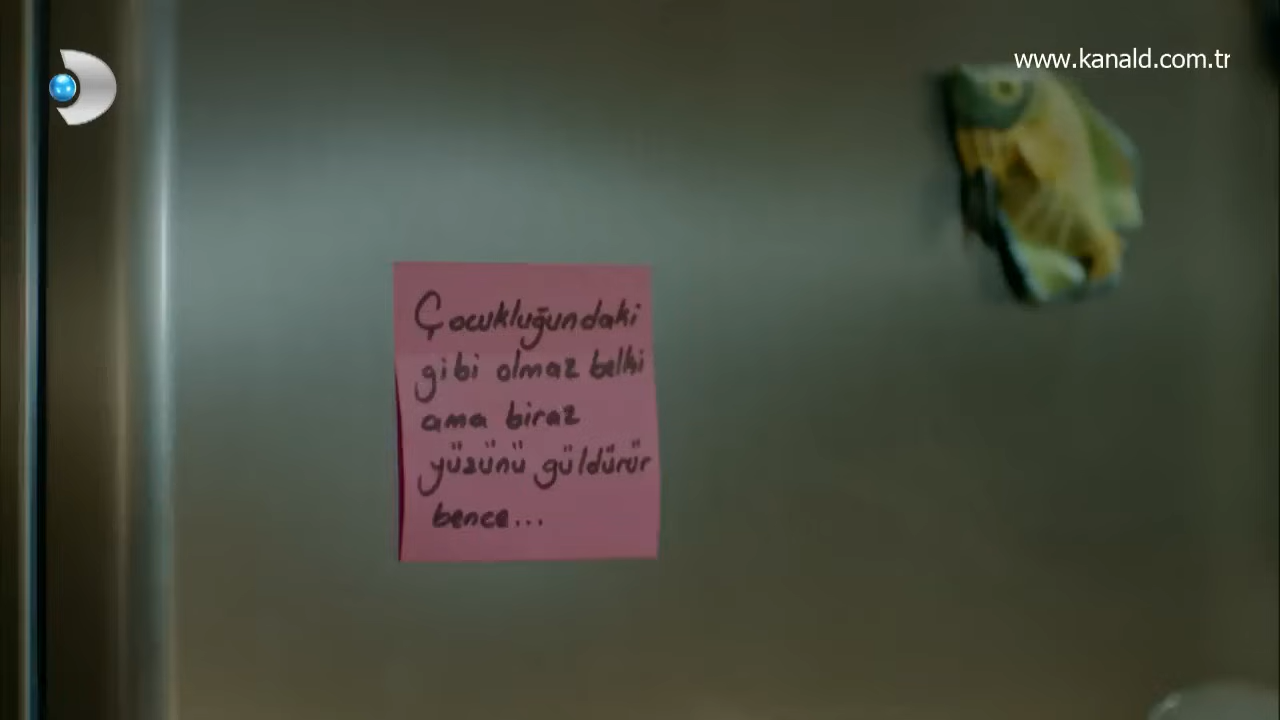 www.kanald.com.tr
Çocukluğundaki
gibi olmaz belki
ama biraz
yüzünü güldürür
bence...